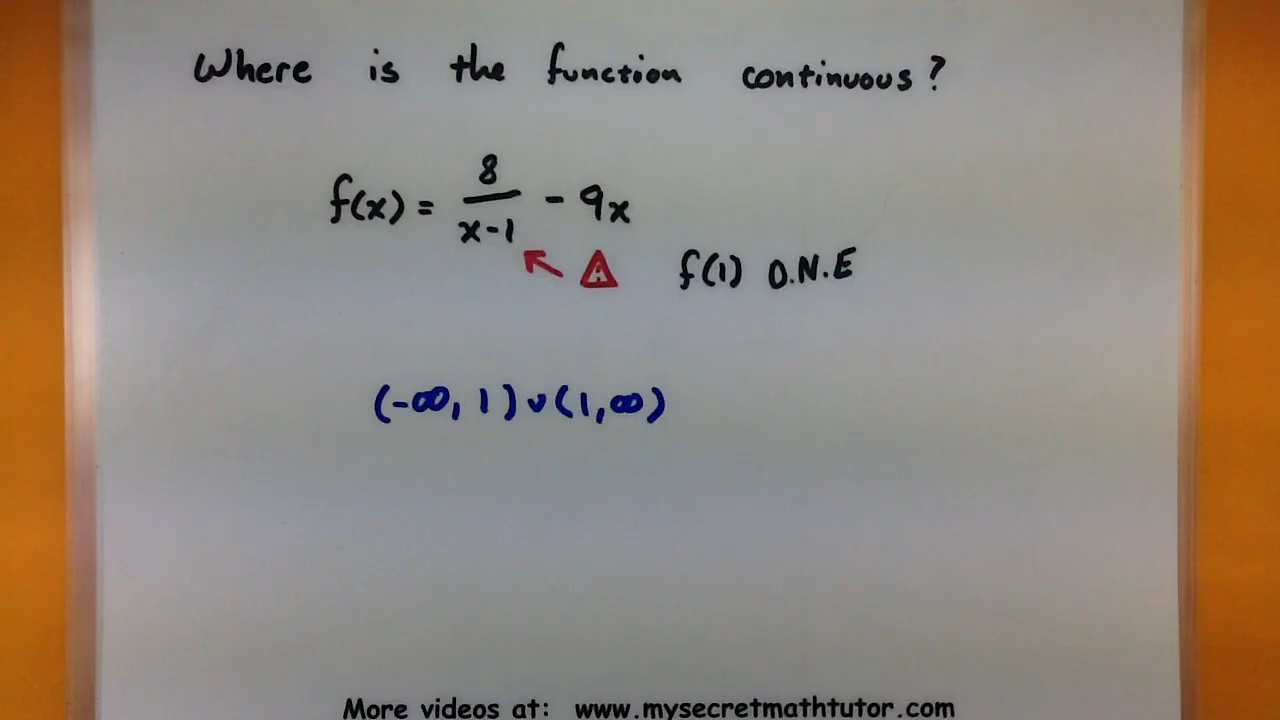 Where is the function continuous?
f(x) = 8/(x-1) - 9x
f(1) D.N.E
(-∞, 1) ∪ (1, ∞)
More videos at: www.mysecretmathtutor.com